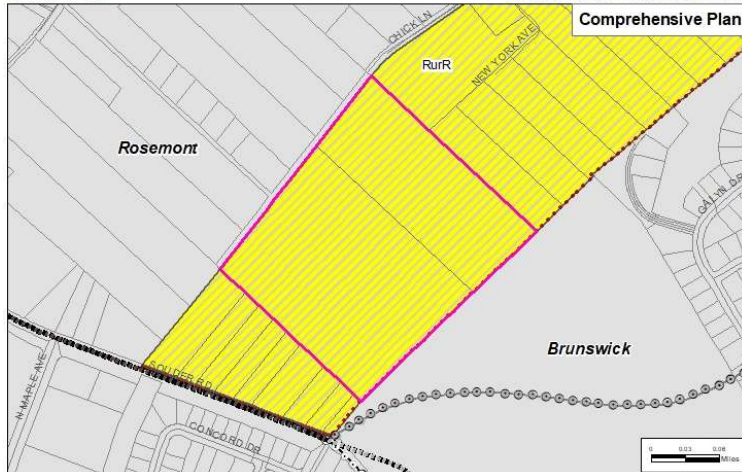 Comprehensive Plan
CHICK LN
NEW YORK AVE
RurR
Rosemont
GALYN DR
Brunswick
SOUDER RD
N MAPLE AVE
CONCORD DR
0 0.03 0.06
Miles